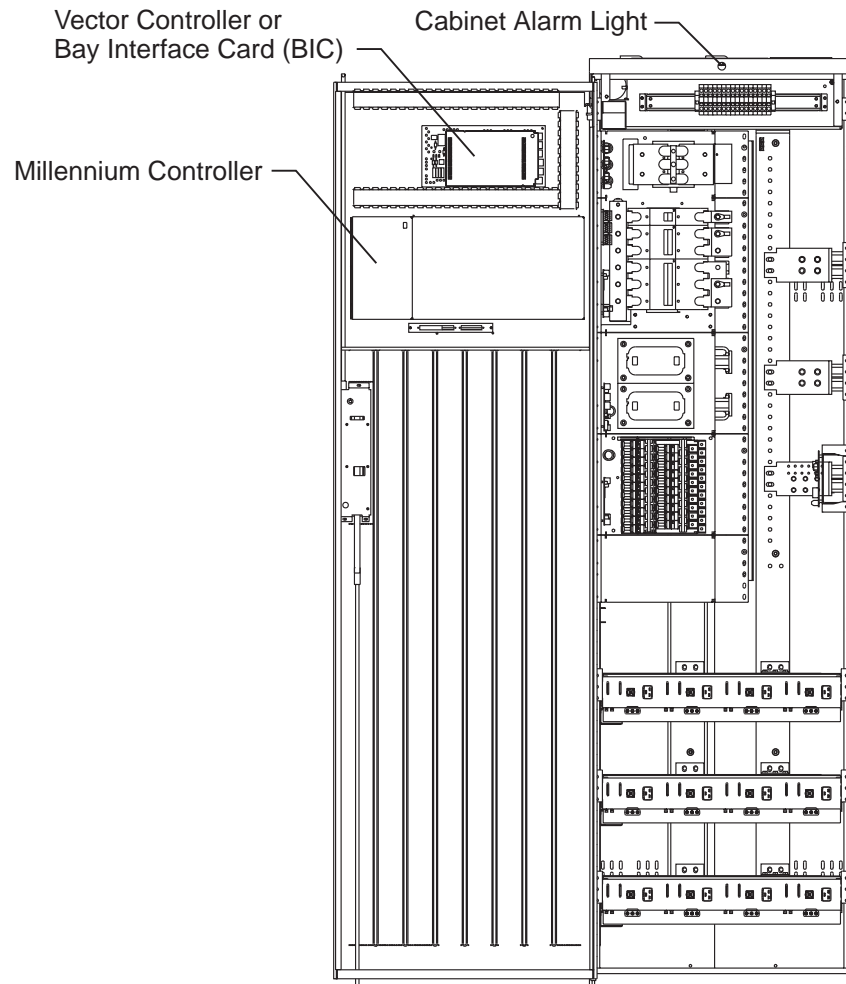 Vector Controller or
Bay Interface Card (BIC)
Cabinet Alarm Light
Millennium Controller